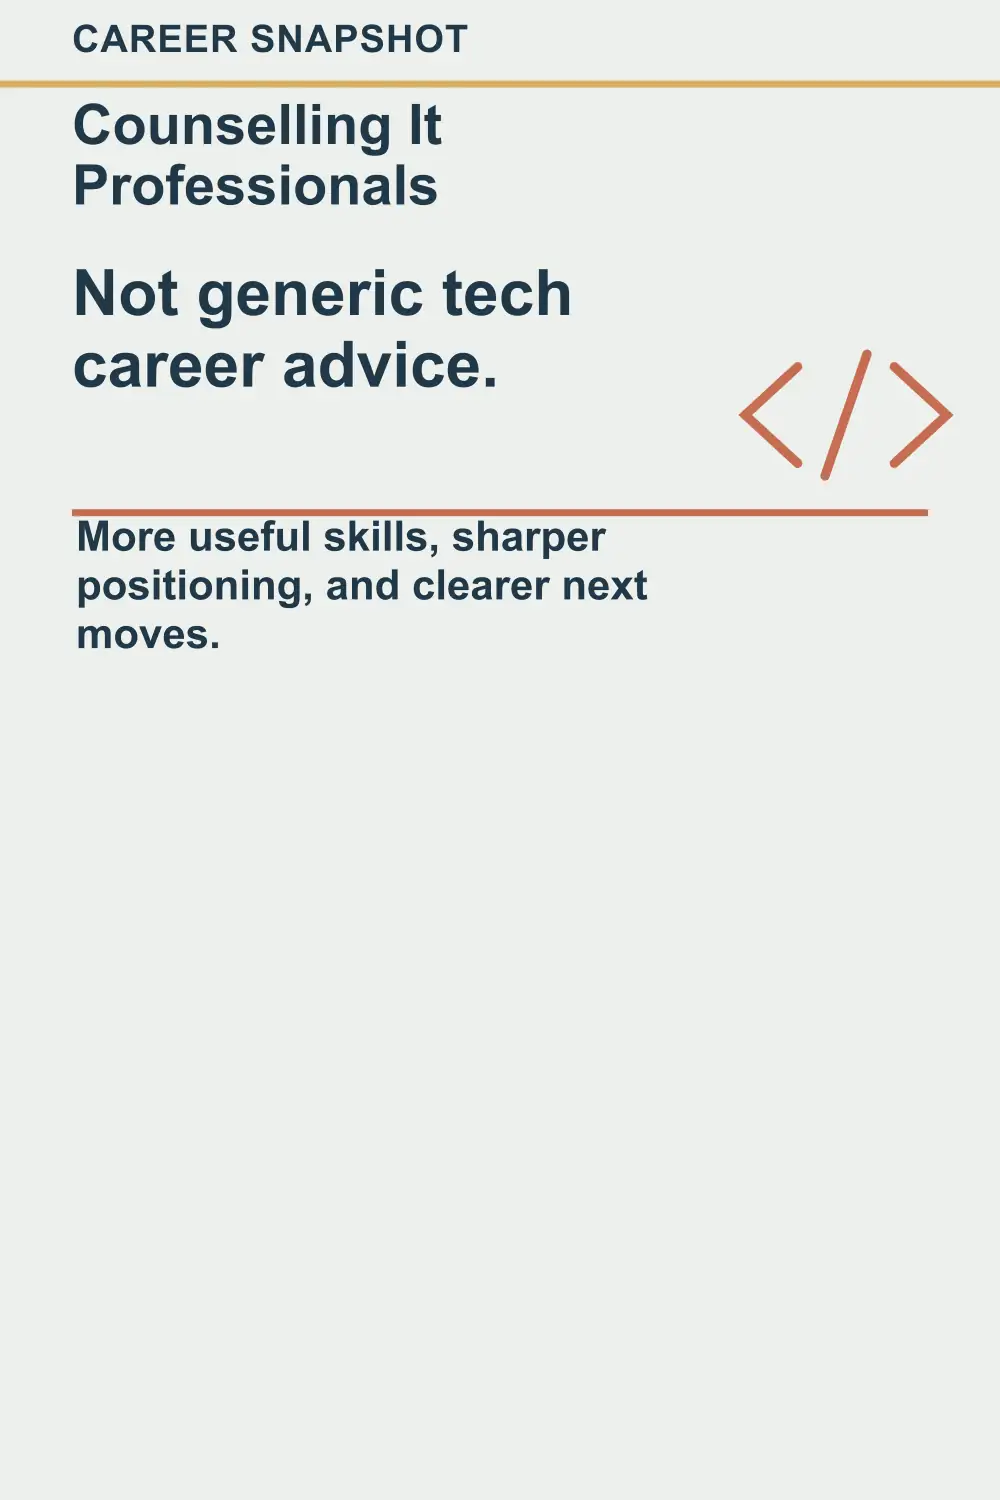 CAREER SNAPSHOT
Counselling It
Professionals
Not generic tech
career advice.
</>
More useful skills, sharper
positioning, and clearer next
moves.